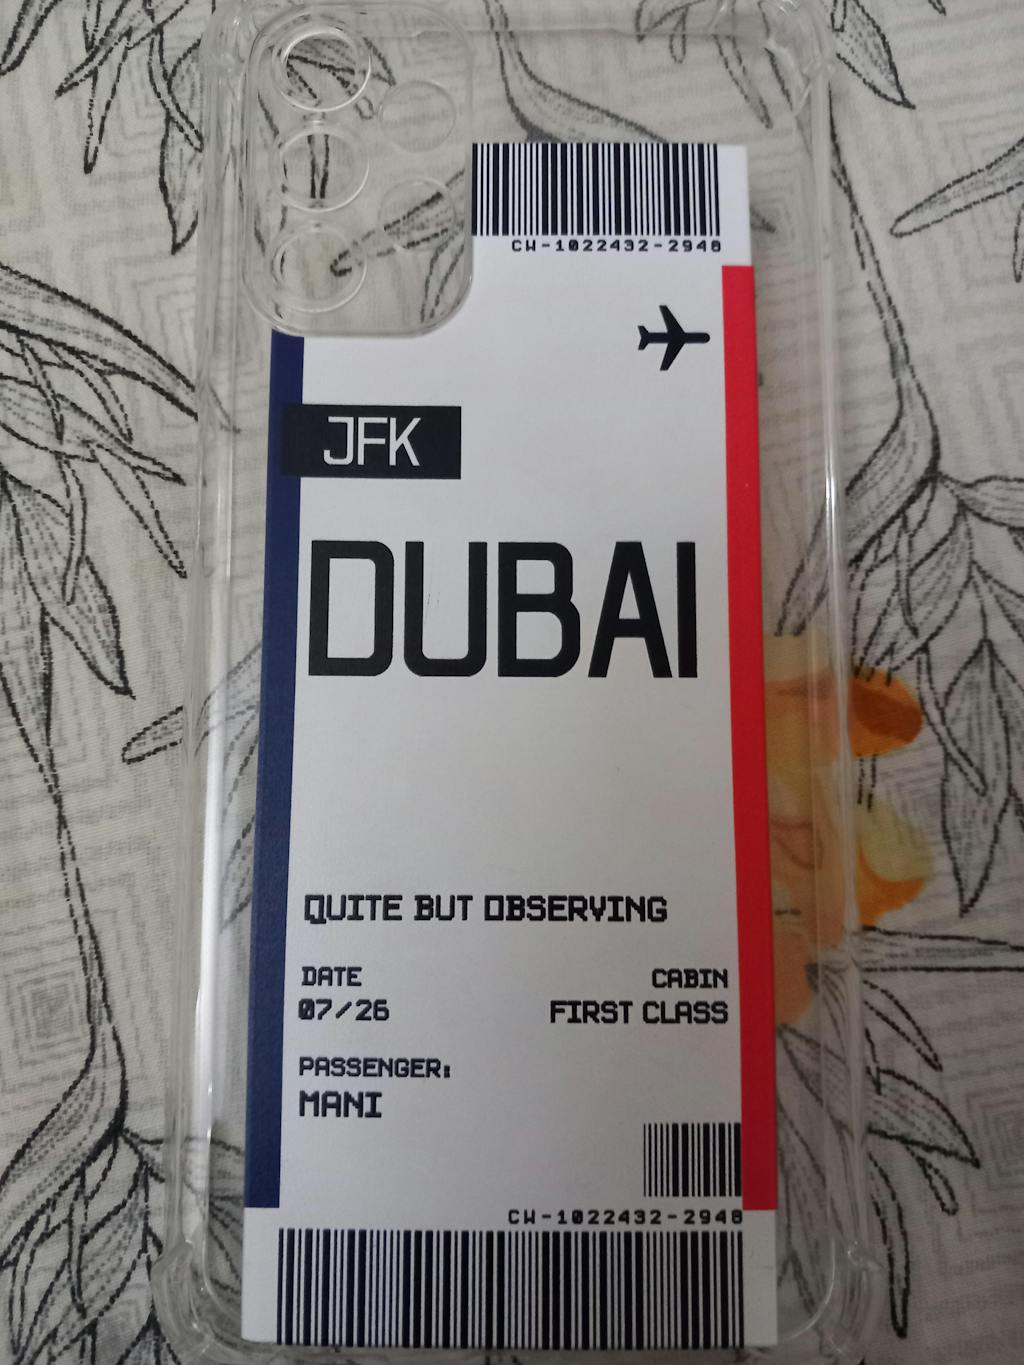 CW-1022432-2948
JFK
DUBAI
QUITE BUT OBSERVING
DATE
07/26
CABIN
FIRST CLASS
PASSENGER:
MANI
CW-1022432-2948